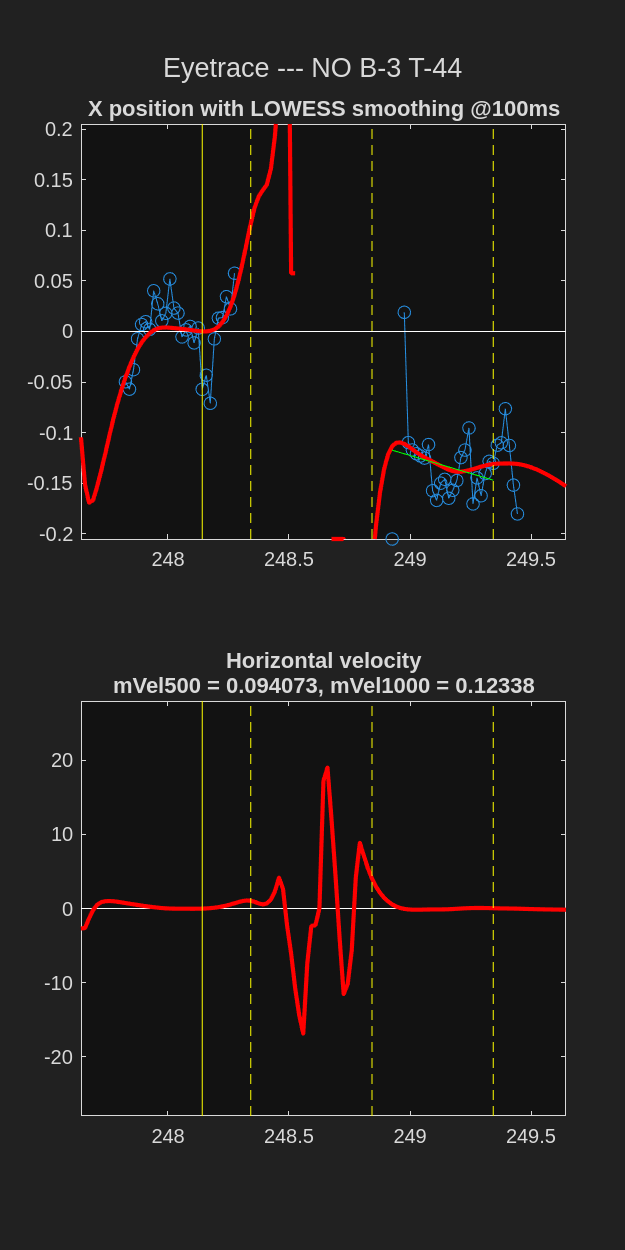 Eyetrace --- NO B-3 T-44
X position with LOWESS smoothing @100ms
0.2
0.15
0.1
0.05
0
-0.05
-0.1
-0.15
-0.2
248 248.5 249 249.5
Horizontal velocity
mVel500 = 0.094073, mVel1000 = 0.12338
20
10
0
-10
-20
248 248.5 249 249.5